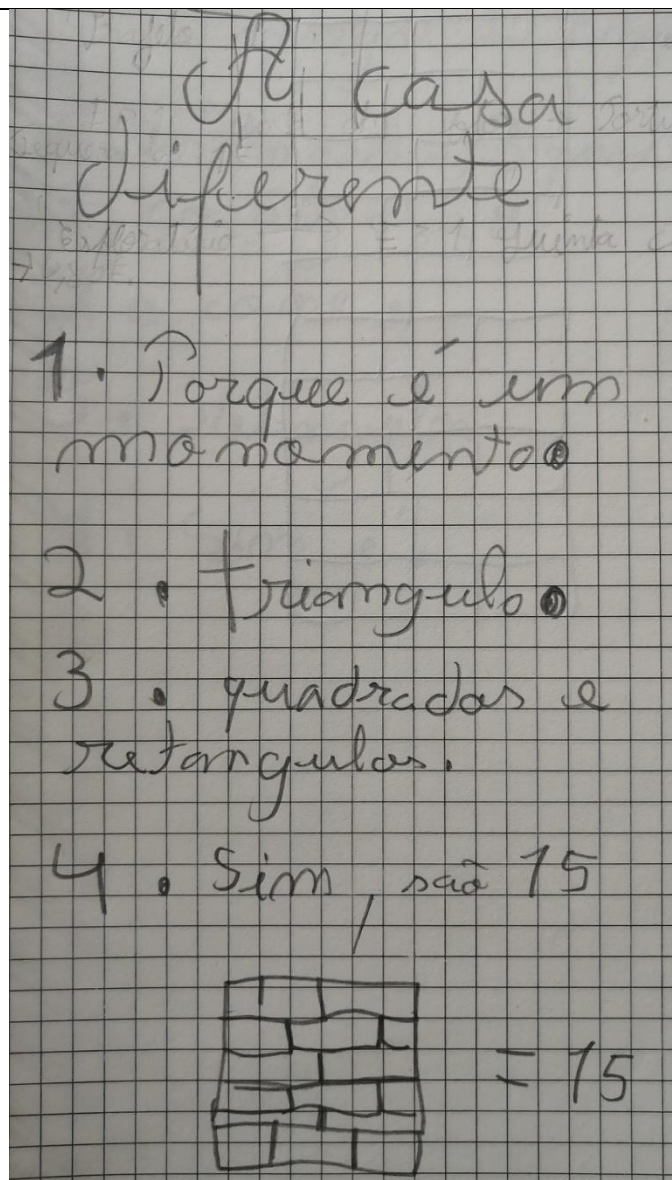 A casa
diferente
1. Porque é um
monomento.
2. triangulo.
3. quadrados e
retangulos.
4. Sim, são 15
= 15